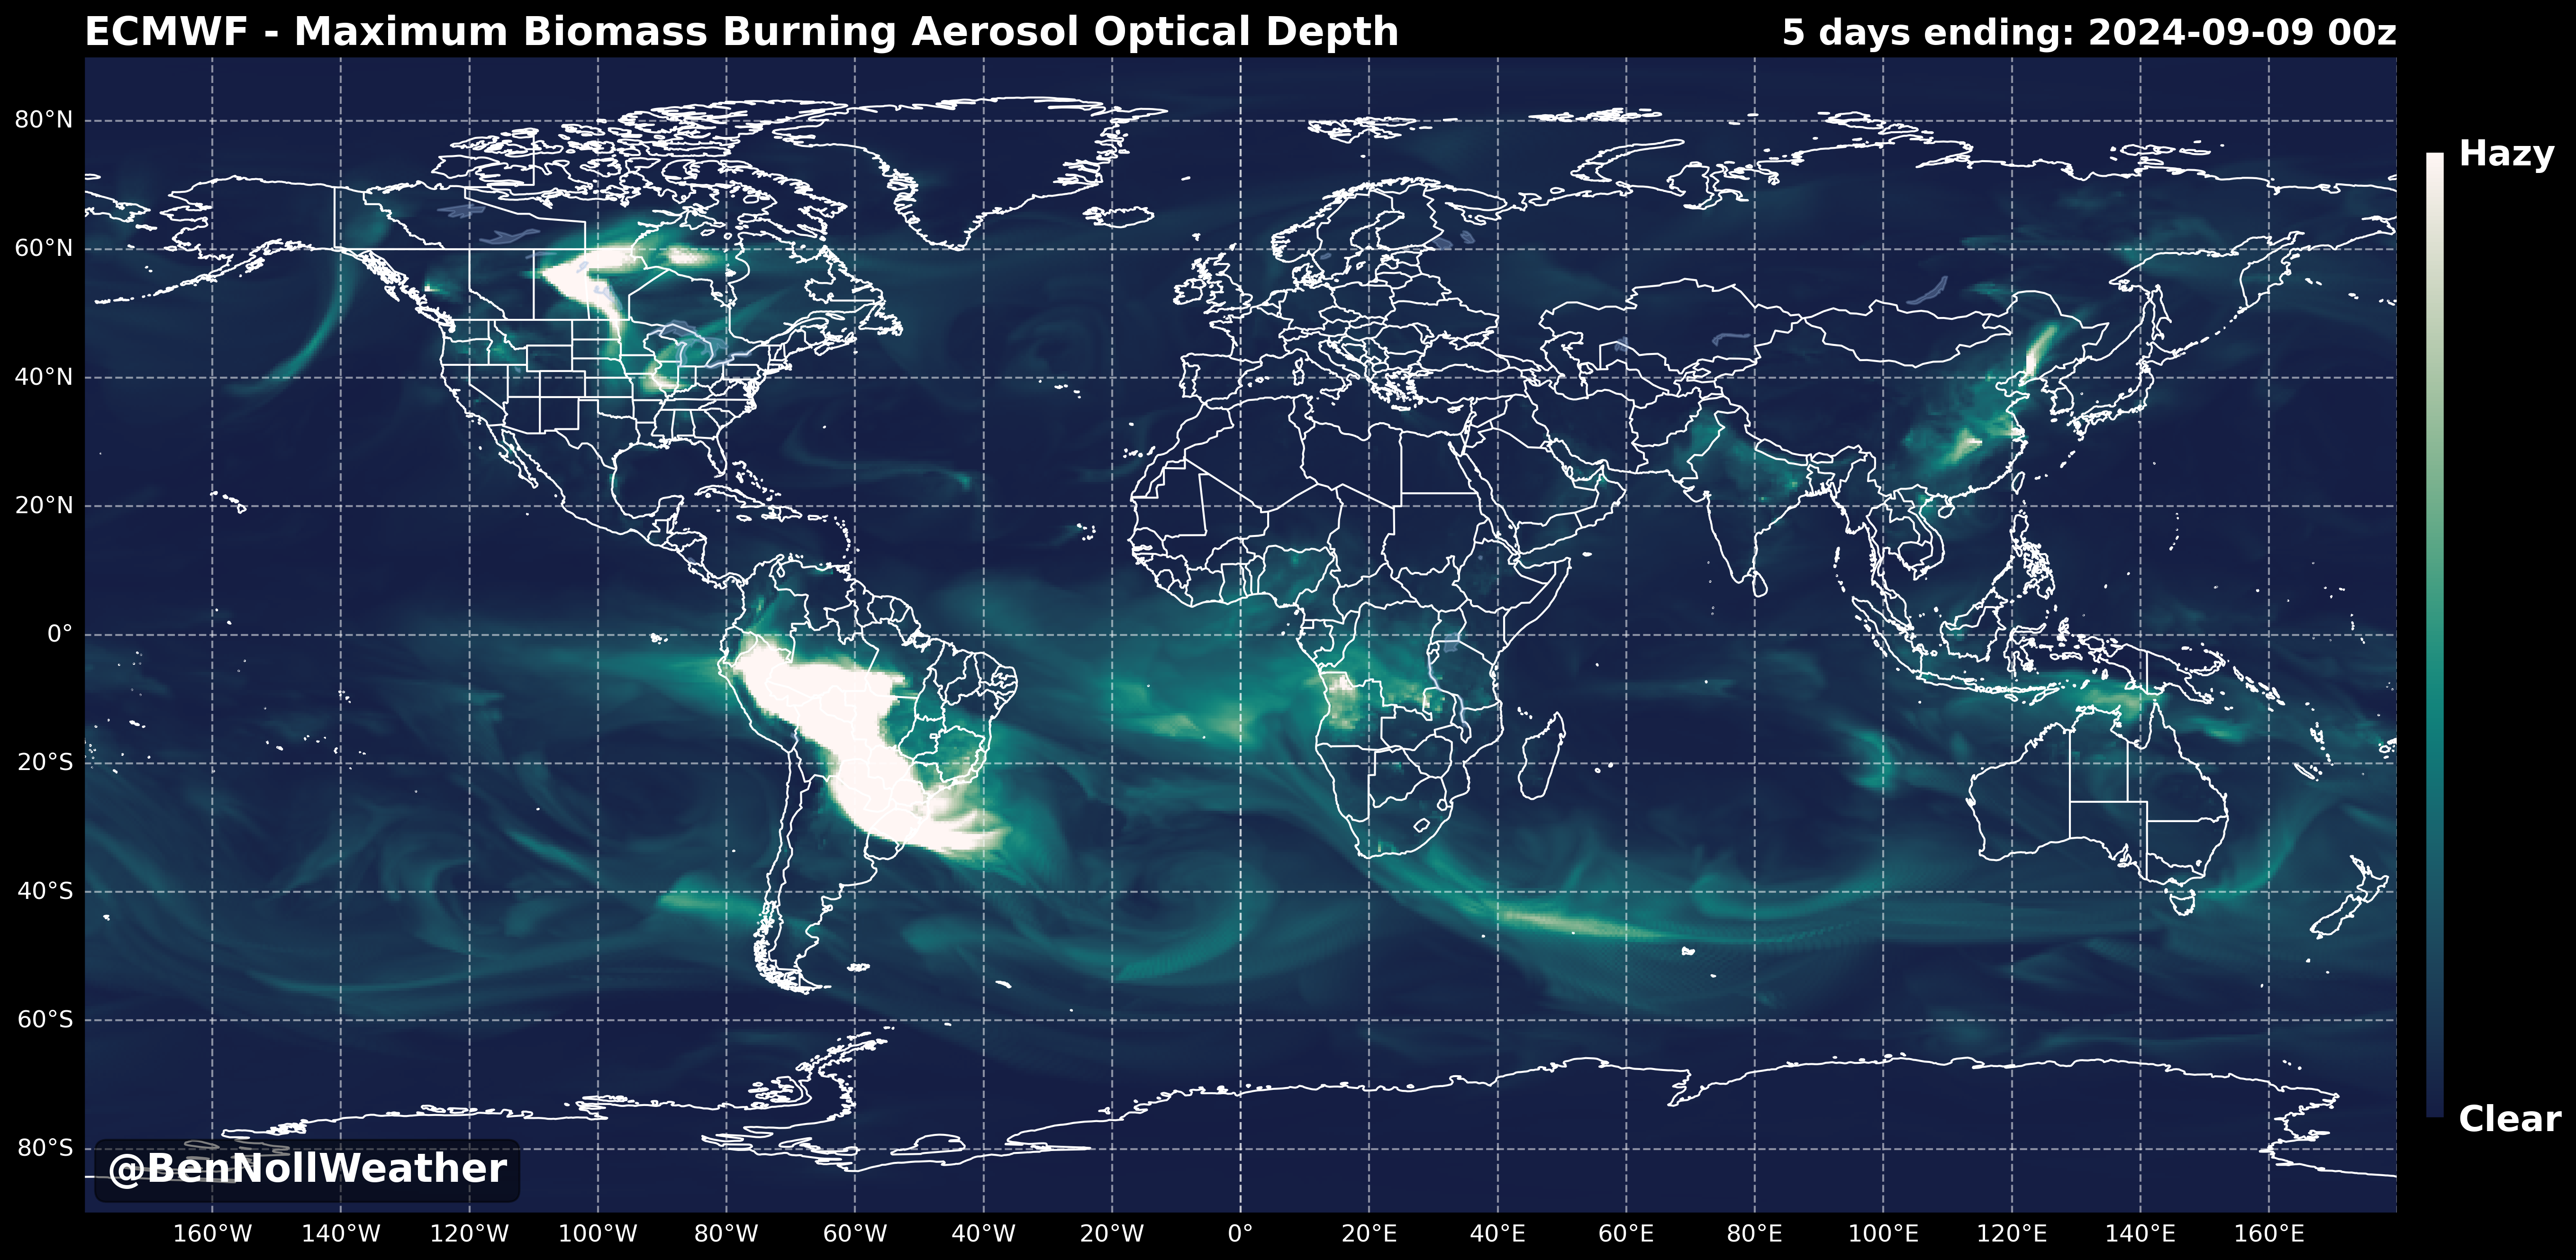 ECMWF - Maximum Biomass Burning Aerosol Optical Depth
5 days ending: 2024-09-09 00z
80°N
60°N
40°N
20°N
0°
20°S
40°S
60°S
80°S
Hazy
Clear
@BenNollWeather
160°W 140°W 120°W 100°W 80°W 60°W 40°W 20°W 0° 20°E 40°E 60°E 80°E 100°E 120°E 140°E 160°E